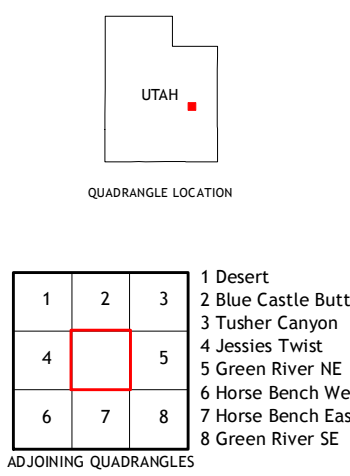 UTAH
QUADRANGLE LOCATION
1 2 3
4 5
6 7 8
ADJOINING QUADRANGLES
1 Desert
2 Blue Castle Butt
3 Tusher Canyon
4 Jessies Twist
5 Green River NE
6 Horse Bench We
7 Horse Bench Eas
8 Green River SE